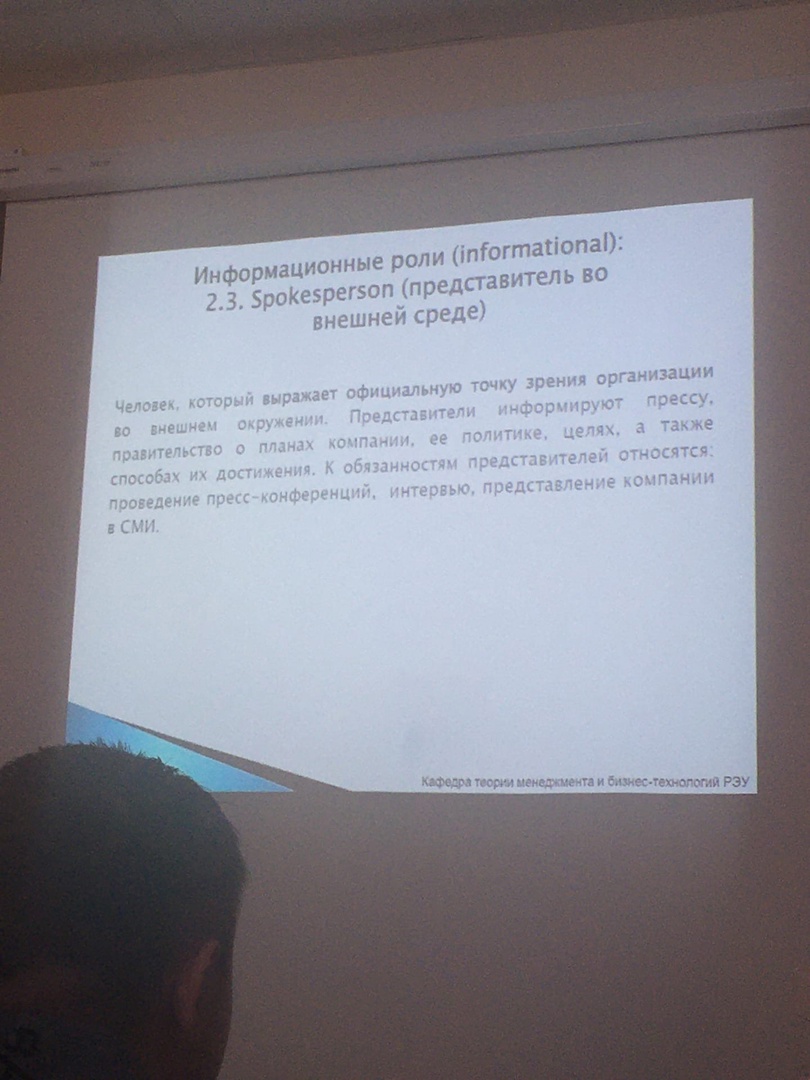 Информационные роли (informational):
2.3. Spokesperson (представитель во
внешней среде)
Человек, который выражает официальную точку зрения организации
во внешнем окружении. Представители информируют прессу,
правительство о планах компании, ее политике, целях, а также
способах их достижения. К обязанностям представителей относятся:
проведение пресс-конференций, интервью, представление компании
в СМИ.
Кафедра теории менеджмента и бизнес-технологий РЭУ